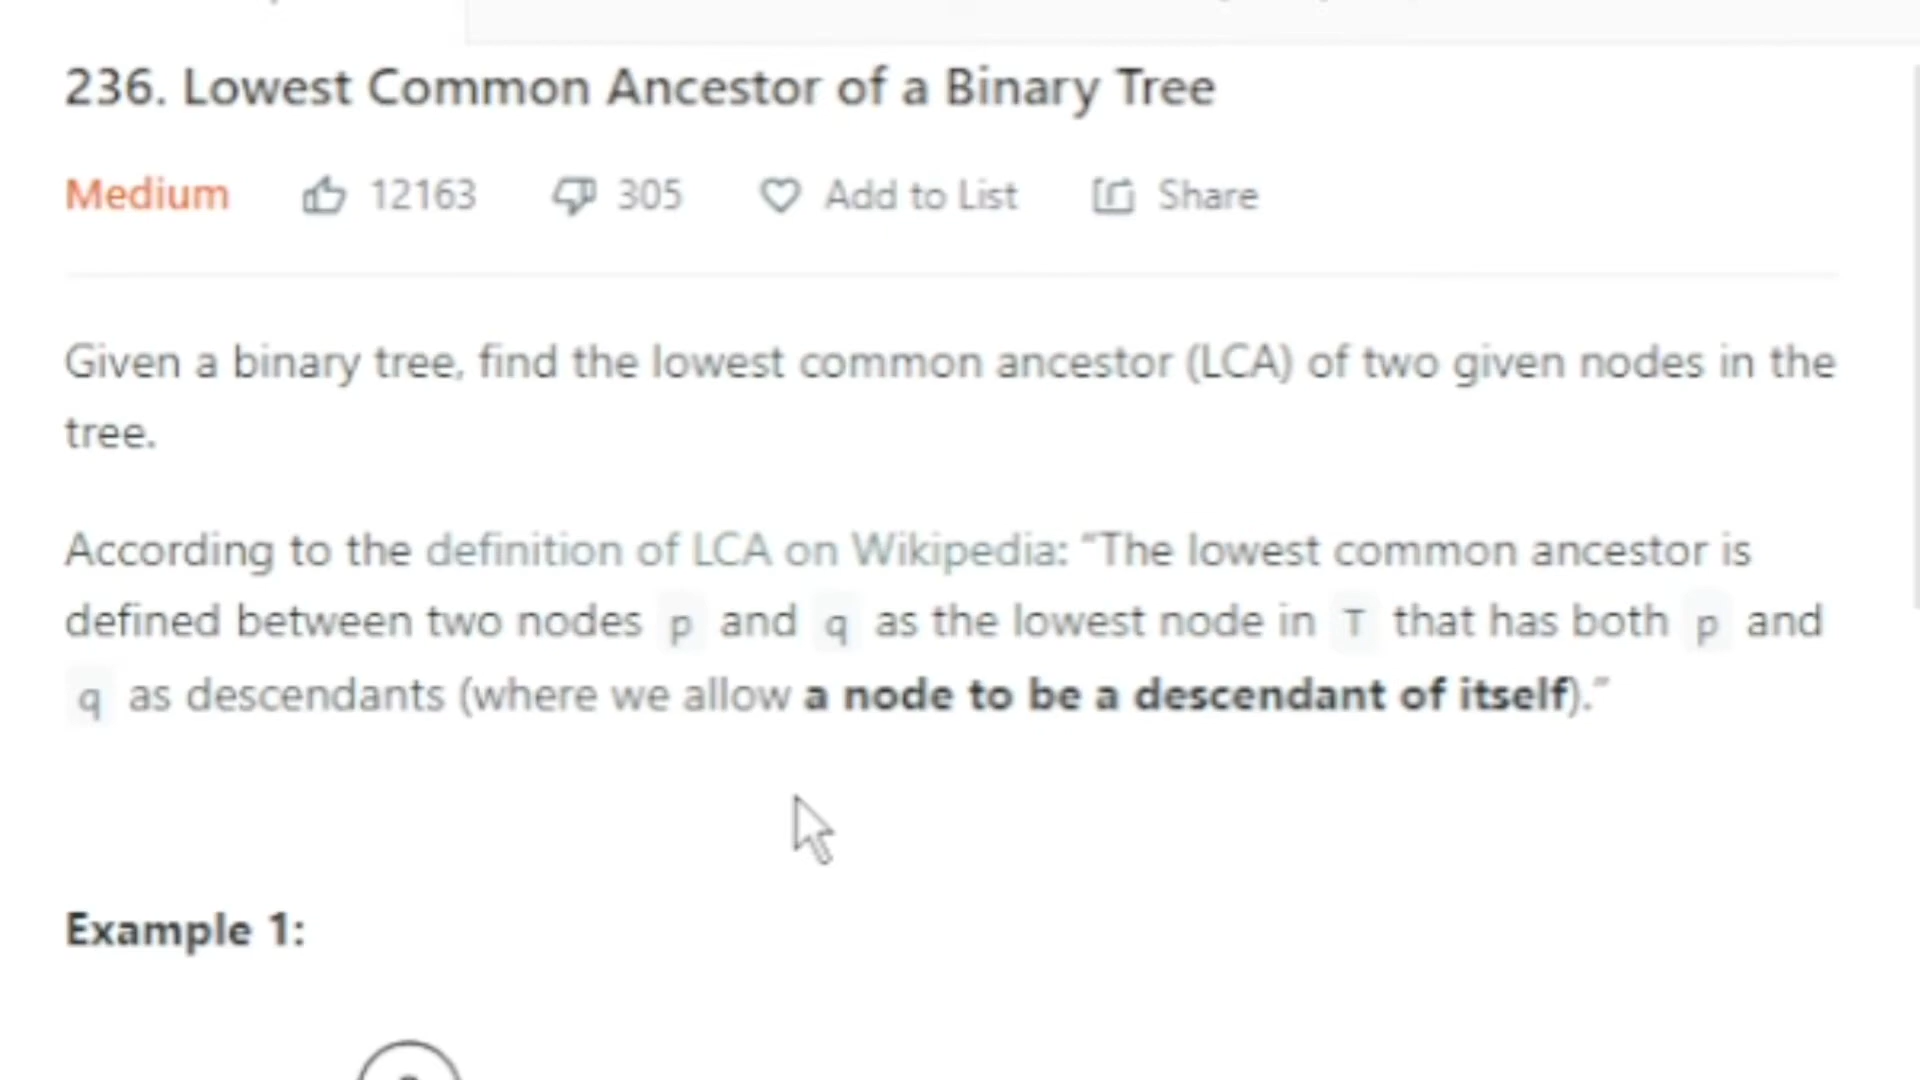 236. Lowest Common Ancestor of a Binary Tree
Medium 12163 305 Add to List Share
Given a binary tree, find the lowest common ancestor (LCA) of two given nodes in the
tree.
According to the definition of LCA on Wikipedia: “The lowest common ancestor is
defined between two nodes p and q as the lowest node in T that has both p and
q as descendants (where we allow a node to be a descendant of itself).”
Example 1: